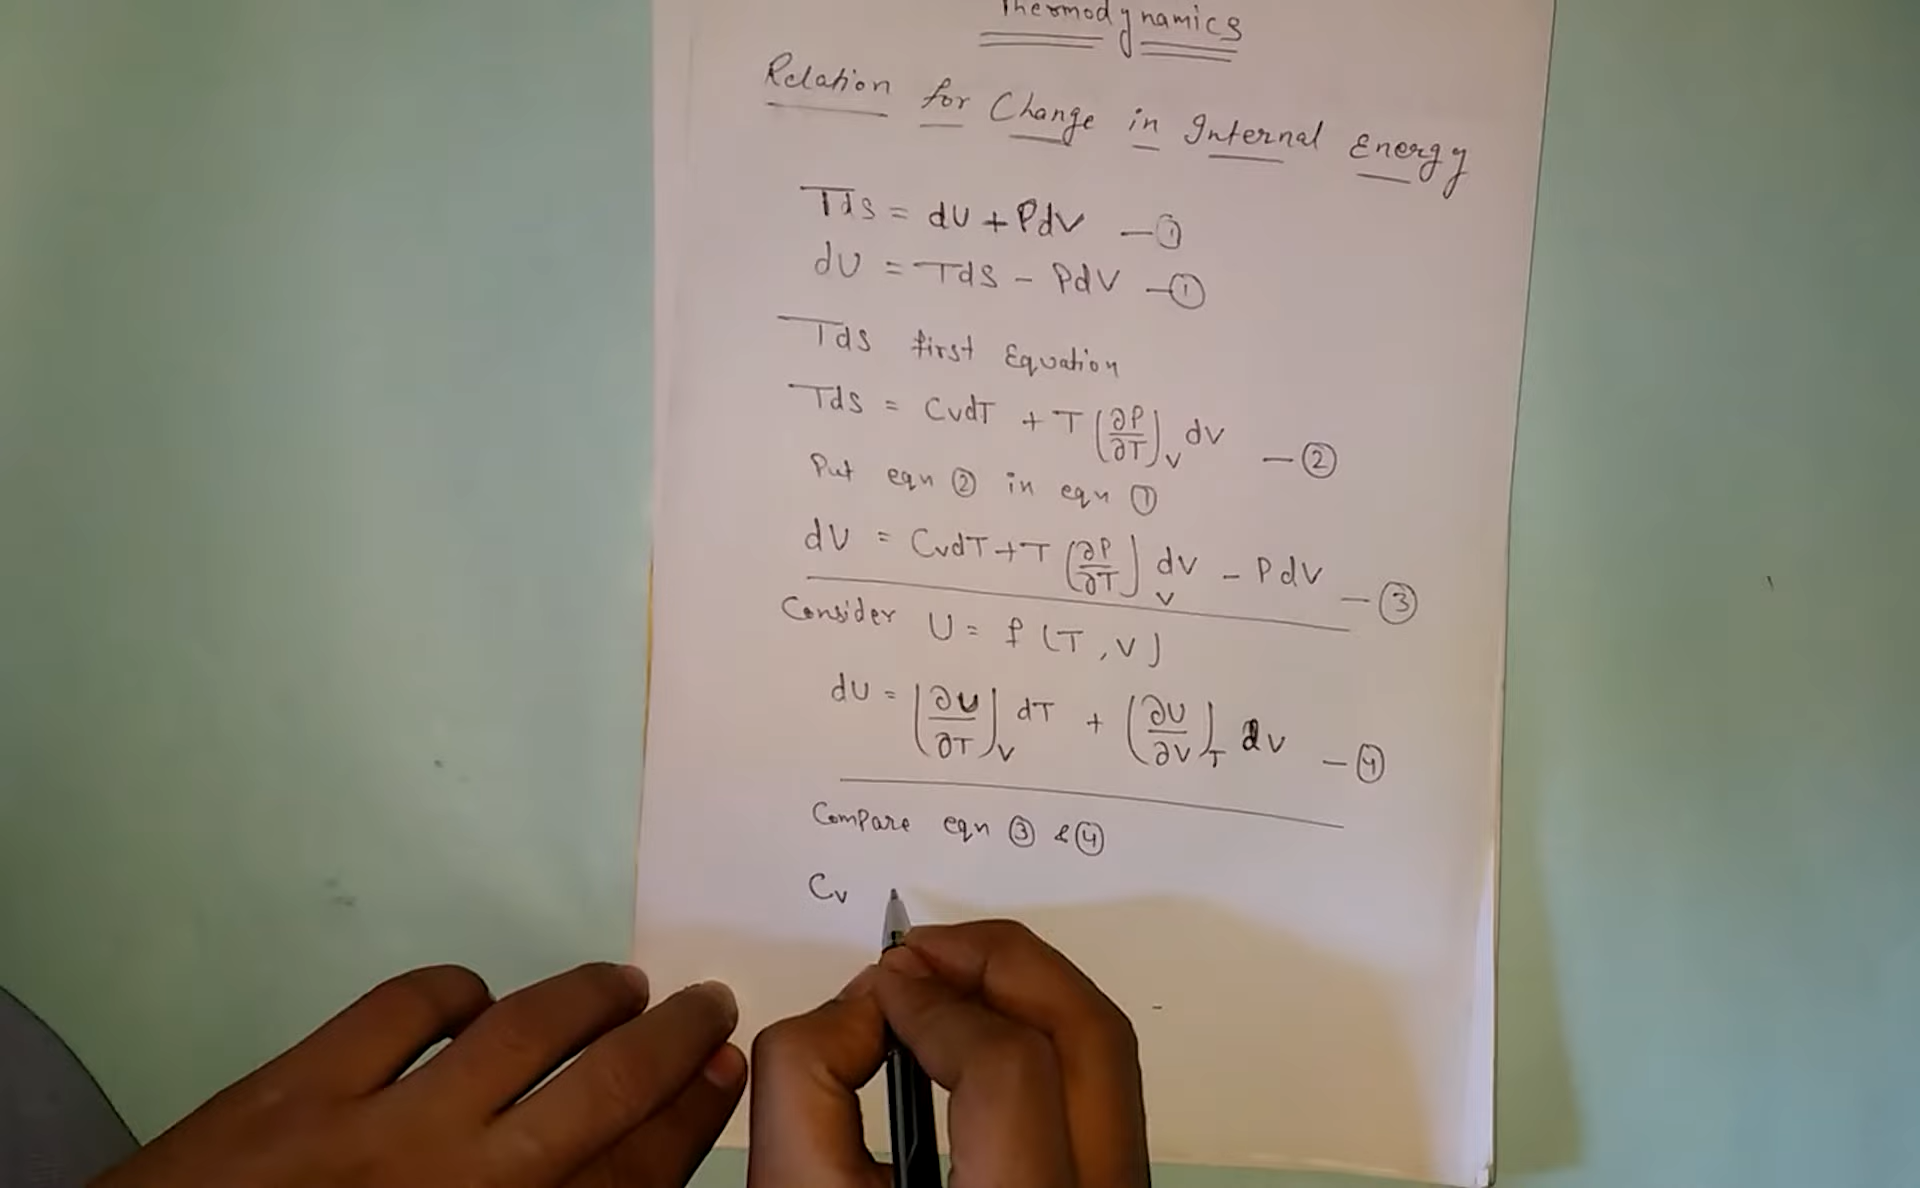 Thermodynamics
Relation for Change in Internal Energy
Tds = dU + PdV — ①
dU = Tds - PdV — ①
Tds first Equation
Tds = CvdT + T (∂P/∂T)V dV — ②
Put eqn ② in eqn ①
dU = CvdT + T (∂P/∂T)V dV - PdV — ③
Consider U = f (T, V)
dU = (∂U/∂T)V dT + (∂U/∂V)T dV — ④
Compare eqn ③ & ④
Cv